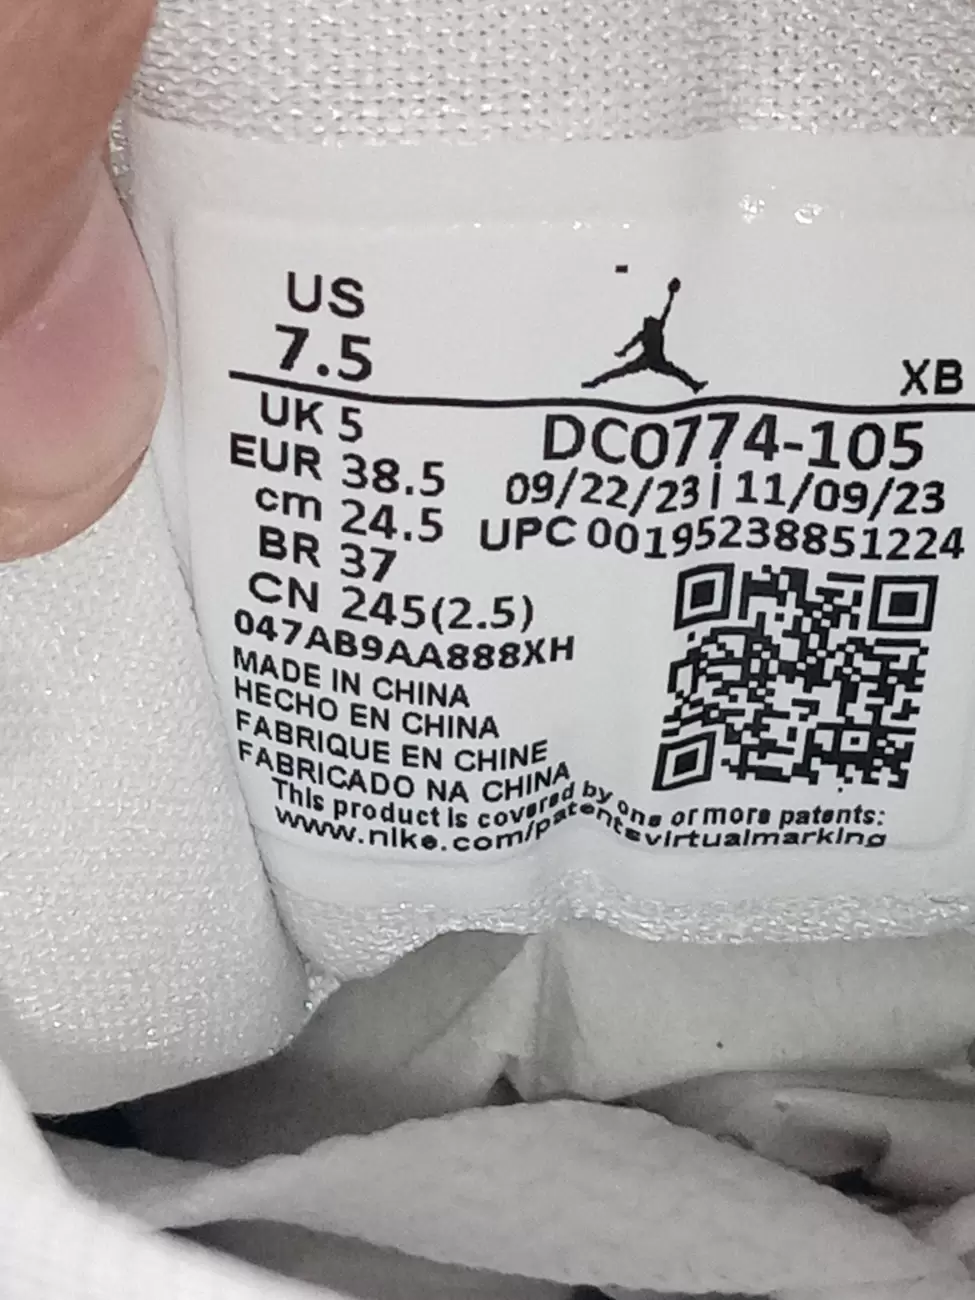 US
7.5
XB
UK 5
EUR 38.5
cm 24.5
BR 37
CN 245(2.5)
DC0774-105
09/22/23 | 11/09/23
UPC 00195238851224
047AB9AA888XH
MADE IN CHINA
HECHO EN CHINA
FABRIQUE EN CHINE
FABRICADO NA CHINA
This product is covered by one or more patents:
www.nike.com/patentsvirtualmarking